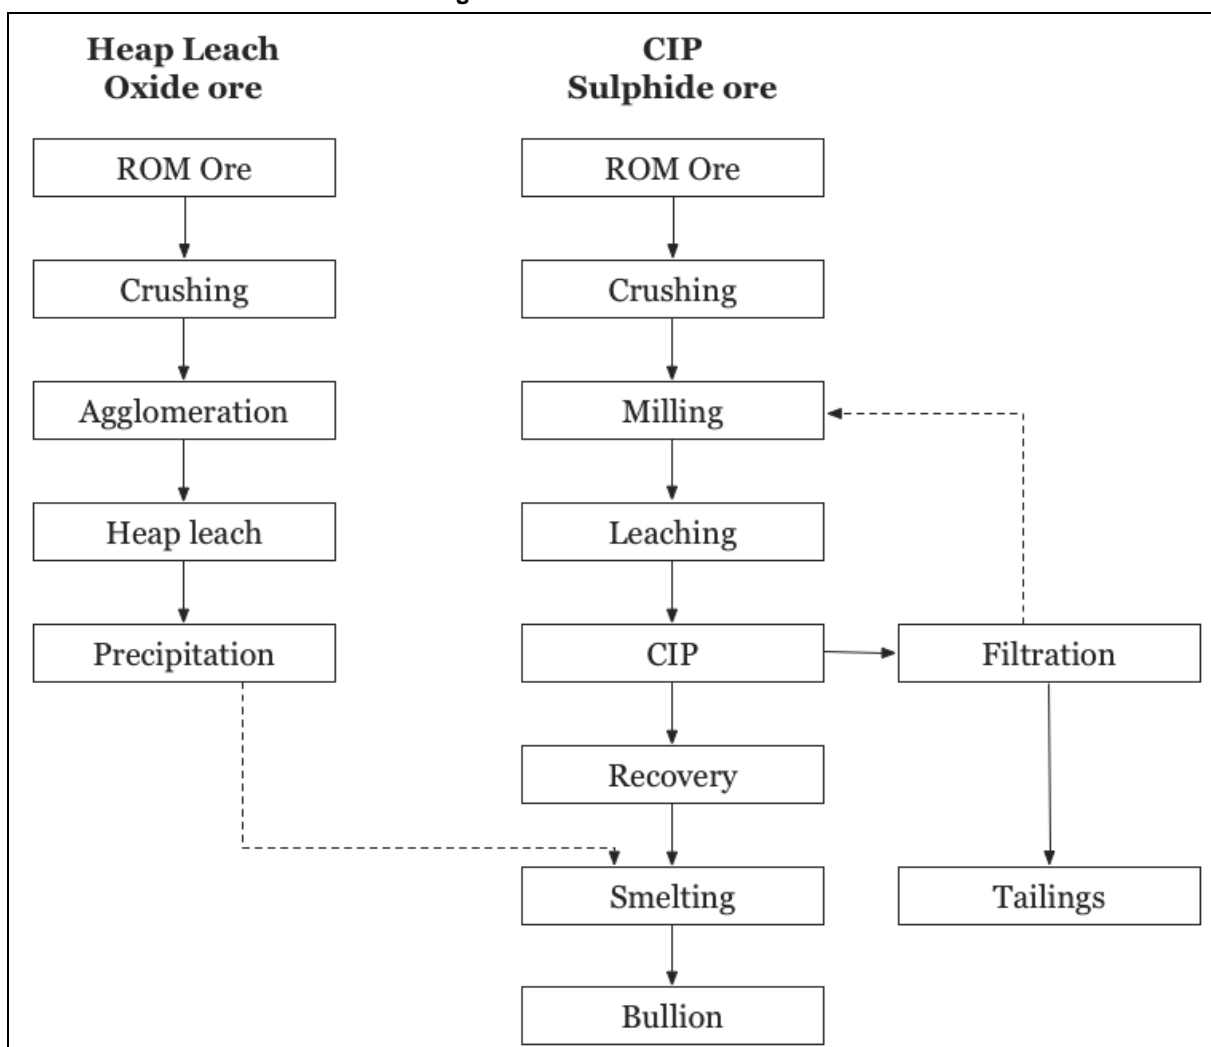 Heap Leach
Oxide ore
CIP
Sulphide ore
ROM Ore
ROM Ore
Crushing
Crushing
Agglomeration
Milling
Heap leach
Leaching
Precipitation
CIP
Filtration
Recovery
Smelting
Tailings
Bullion